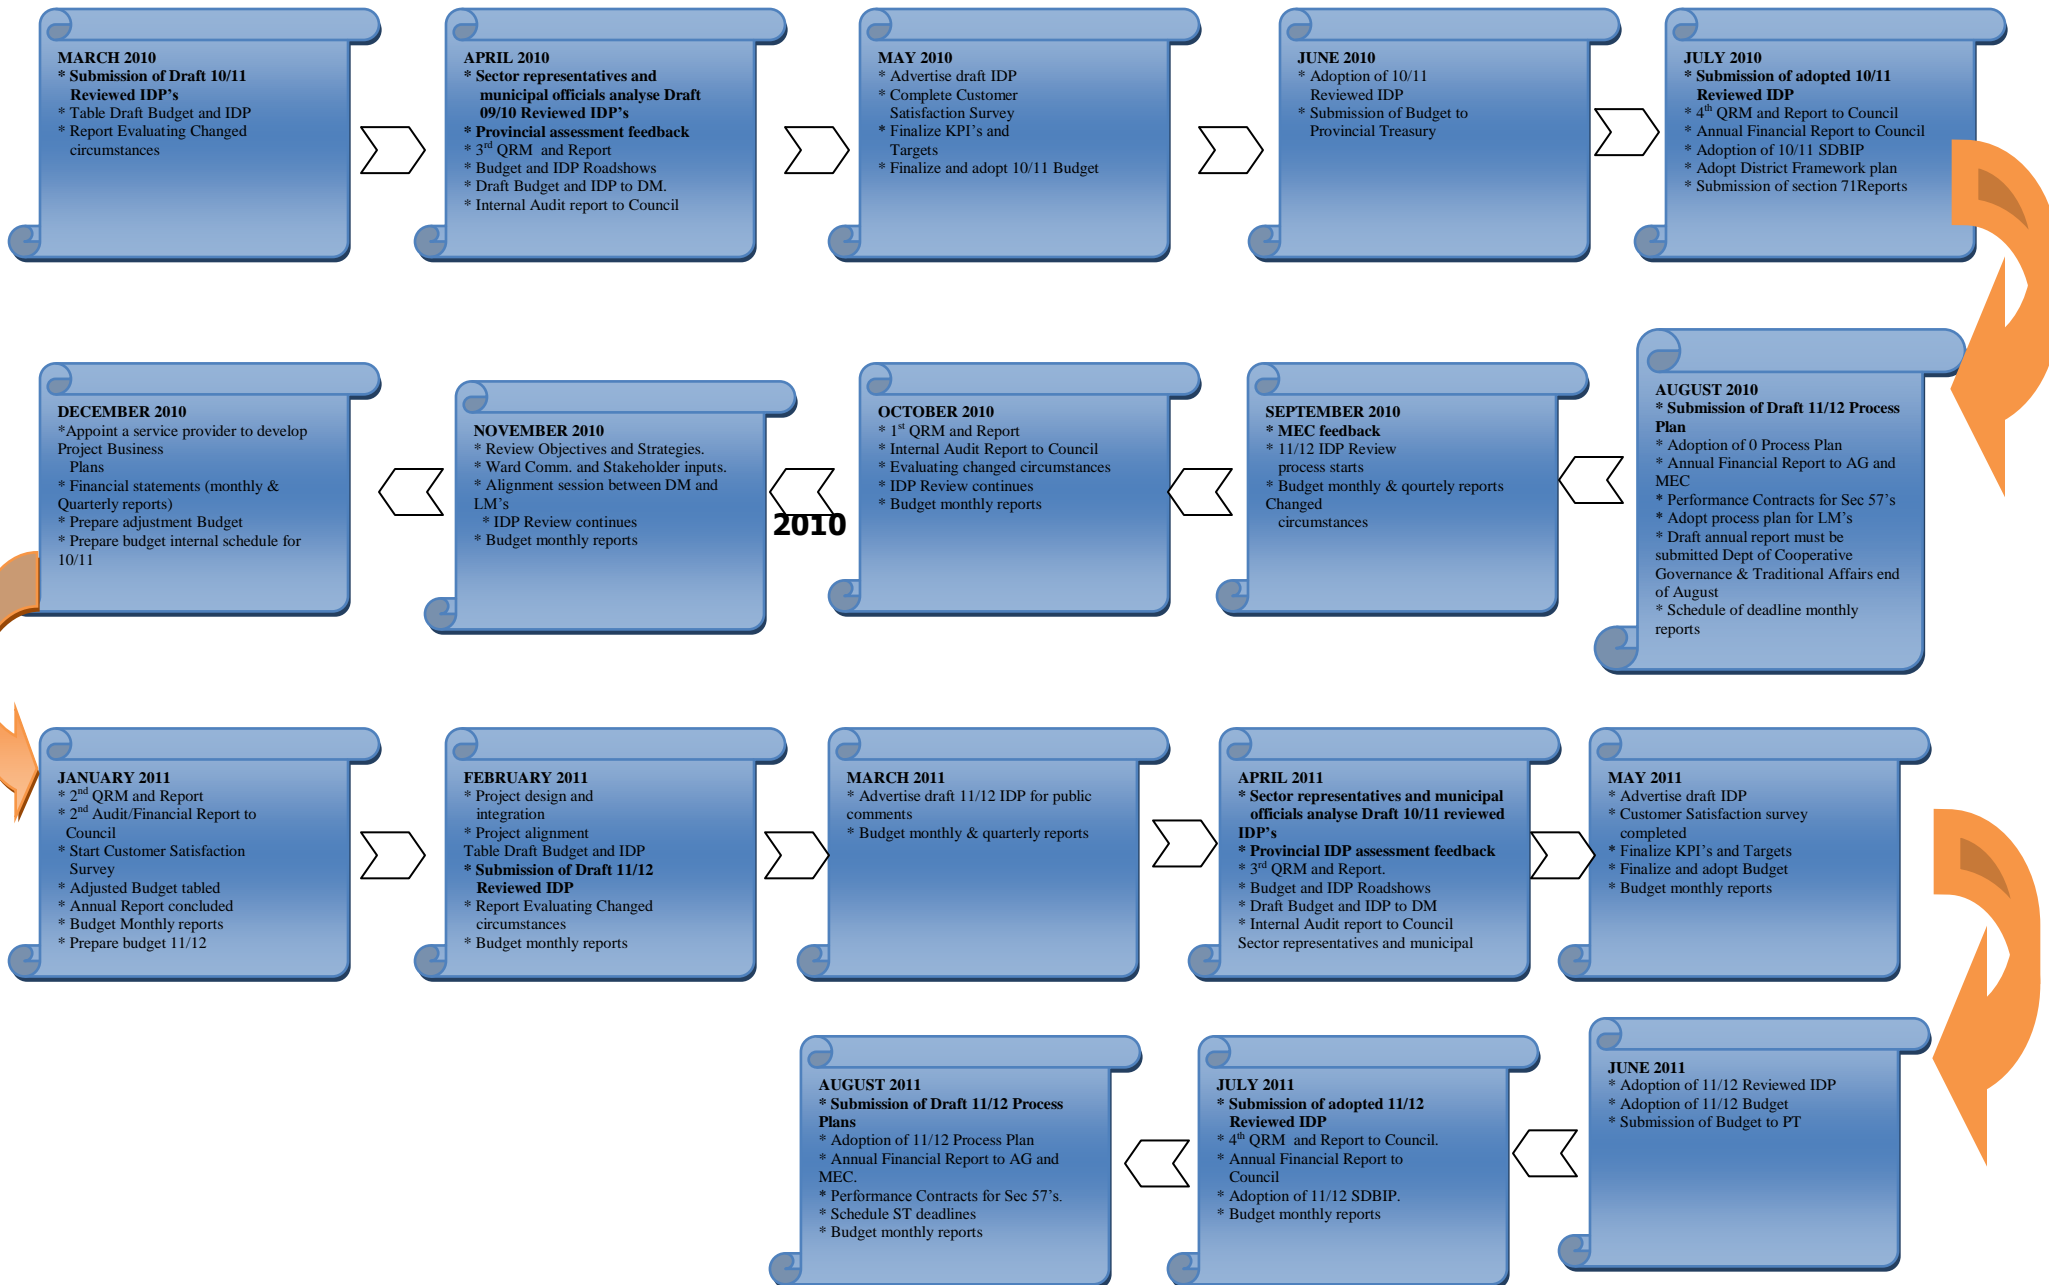 MARCH 2010
* Submission of Draft 10/11
Reviewed IDP's
* Table Draft Budget and IDP
* Report Evaluating Changed
circumstances
APRIL 2010
* Sector representatives and
municipal officials analyse Draft
09/10 Reviewed IDP's
* Provincial assessment feedback
* 3rd QRM  and Report
* Budget and IDP Roadshows
* Draft Budget and IDP to DM.
* Internal Audit report to Council
MAY 2010
* Advertise draft IDP
* Complete Customer
Satisfaction Survey
* Finalize KPI's and
Targets
* Finalize and adopt 10/11 Budget
JUNE 2010
* Adoption of 10/11
Reviewed IDP
* Submission of Budget to
Provincial Treasury
JULY 2010
* Submission of adopted 10/11
Reviewed IDP
* 4th QRM and Report to Council
* Annual Financial Report to Council
* Adoption of 10/11 SDBIP
* Adopt District Framework plan
* Submission of section 71Reports
AUGUST 2010
* Submission of Draft 11/12 Process
Plan
* Adoption of 0 Process Plan
* Annual Financial Report to AG and
MEC
* Performance Contracts for Sec 57's
* Adopt process plan for LM's
* Draft annual report must be
submitted Dept of Cooperative
Governance & Traditional Affairs end
of August
* Schedule of deadline monthly
reports
SEPTEMBER 2010
* MEC feedback
* 11/12 IDP Review
process starts
* Budget monthly & qourtely reports
Changed
circumstances
OCTOBER 2010
* 1st QRM and Report
* Internal Audit Report to Council
* Evaluating changed circumstances
* IDP Review continues
* Budget monthly reports
2010
NOVEMBER 2010
* Review Objectives and Strategies.
* Ward Comm. and Stakeholder inputs.
* Alignment session between DM and
LM's
* IDP Review continues
* Budget monthly reports
DECEMBER 2010
*Appoint a service provider to develop
Project Business
Plans
* Financial statements (monthly &
Quarterly reports)
* Prepare adjustment Budget
* Prepare budget internal schedule for
10/11
JANUARY 2011
* 2nd QRM and Report
* 2nd Audit/Financial Report to
Council
* Start Customer Satisfaction
Survey
* Adjusted Budget tabled
* Annual Report concluded
* Budget Monthly reports
* Prepare budget 11/12
FEBRUARY 2011
* Project design and
integration
* Project alignment
Table Draft Budget and IDP
* Submission of Draft 11/12
Reviewed IDP
* Report Evaluating Changed
circumstances
* Budget monthly reports
MARCH 2011
* Advertise draft 11/12 IDP for public
comments
* Budget monthly & quarterly reports
APRIL 2011
* Sector representatives and municipal
officials analyse Draft 10/11 reviewed
IDP's
* Provincial IDP assessment feedback
* 3rd QRM and Report.
* Budget and IDP Roadshows
* Draft Budget and IDP to DM
* Internal Audit report to Council
Sector representatives and municipal
MAY 2011
* Advertise draft IDP
* Customer Satisfaction survey
completed
* Finalize KPI's and Targets
* Finalize and adopt Budget
* Budget monthly reports
JUNE 2011
* Adoption of 11/12 Reviewed IDP
* Adoption of 11/12 Budget
* Submission of Budget to PT
JULY 2011
* Submission of adopted 11/12
Reviewed IDP
* 4th QRM  and Report to Council.
* Annual Financial Report to
Council
* Adoption of 11/12 SDBIP.
* Budget monthly reports
AUGUST 2011
* Submission of Draft 11/12 Process
Plans
* Adoption of 11/12 Process Plan
* Annual Financial Report to AG and
MEC.
* Performance Contracts for Sec 57's.
* Schedule ST deadlines
* Budget monthly reports